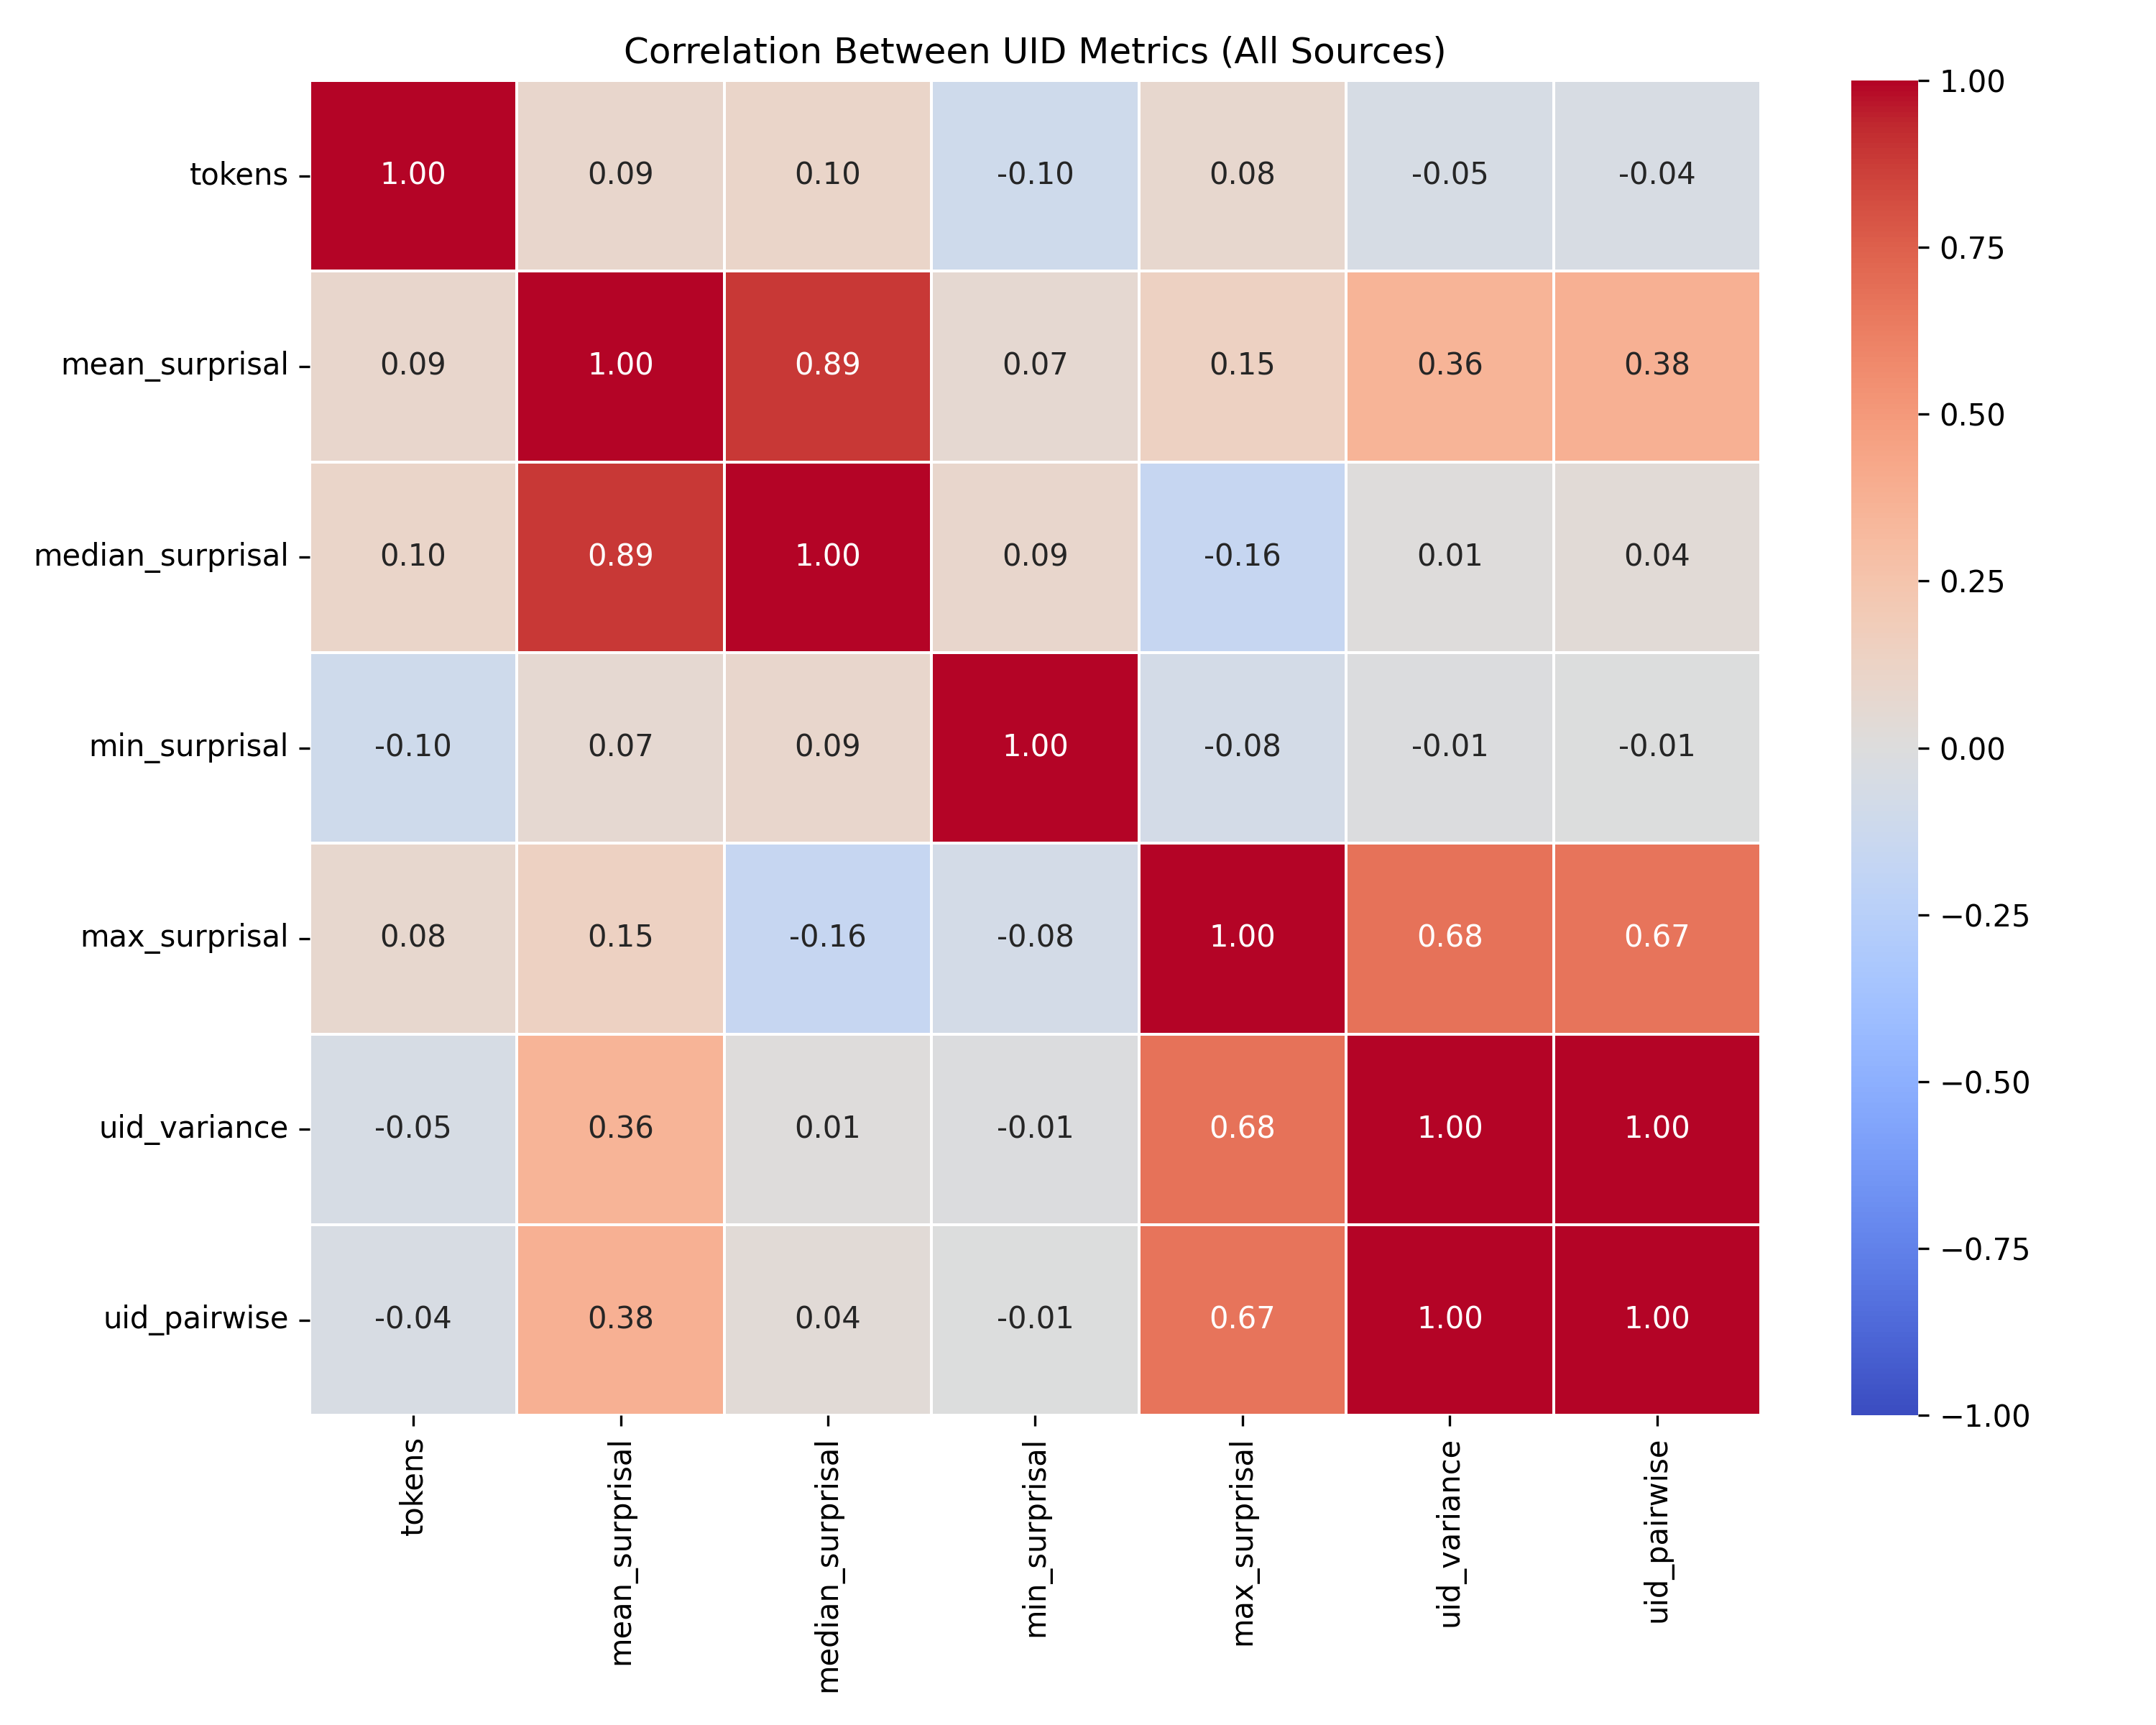 Correlation Between UID Metrics (All Sources)
tokens 1.00 0.09 0.10 -0.10 0.08 -0.05 -0.04
mean_surprisal 0.09 1.00 0.89 0.07 0.15 0.36 0.38
median_surprisal 0.10 0.89 1.00 0.09 -0.16 0.01 0.04
min_surprisal -0.10 0.07 0.09 1.00 -0.08 -0.01 -0.01
max_surprisal 0.08 0.15 -0.16 -0.08 1.00 0.68 0.67
uid_variance -0.05 0.36 0.01 -0.01 0.68 1.00 1.00
uid_pairwise -0.04 0.38 0.04 -0.01 0.67 1.00 1.00
tokens
mean_surprisal
median_surprisal
min_surprisal
max_surprisal
uid_variance
uid_pairwise
1.00
0.75
0.50
0.25
0.00
−0.25
−0.50
−0.75
−1.00